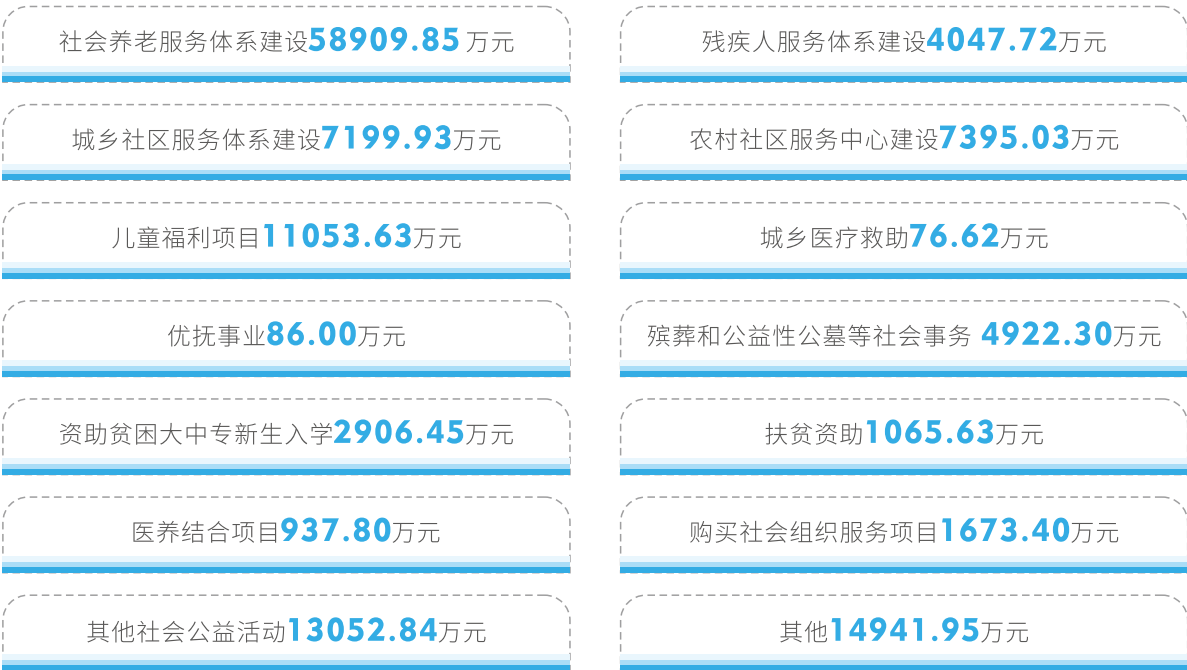 社会养老服务体系建设58909.85 万元
残疾人服务体系建设4047.72万元
城乡社区服务体系建设7199.93万元
农村社区服务中心建设7395.03万元
儿童福利项目11053.63万元
城乡医疗救助76.62万元
优抚事业86.00万元
殡葬和公益性公墓等社会事务 4922.30万元
资助贫困大中专新生入学2906.45万元
扶贫资助1065.63万元
医养结合项目937.80万元
购买社会组织服务项目1673.40万元
其他社会公益活动13052.84万元
其他14941.95万元